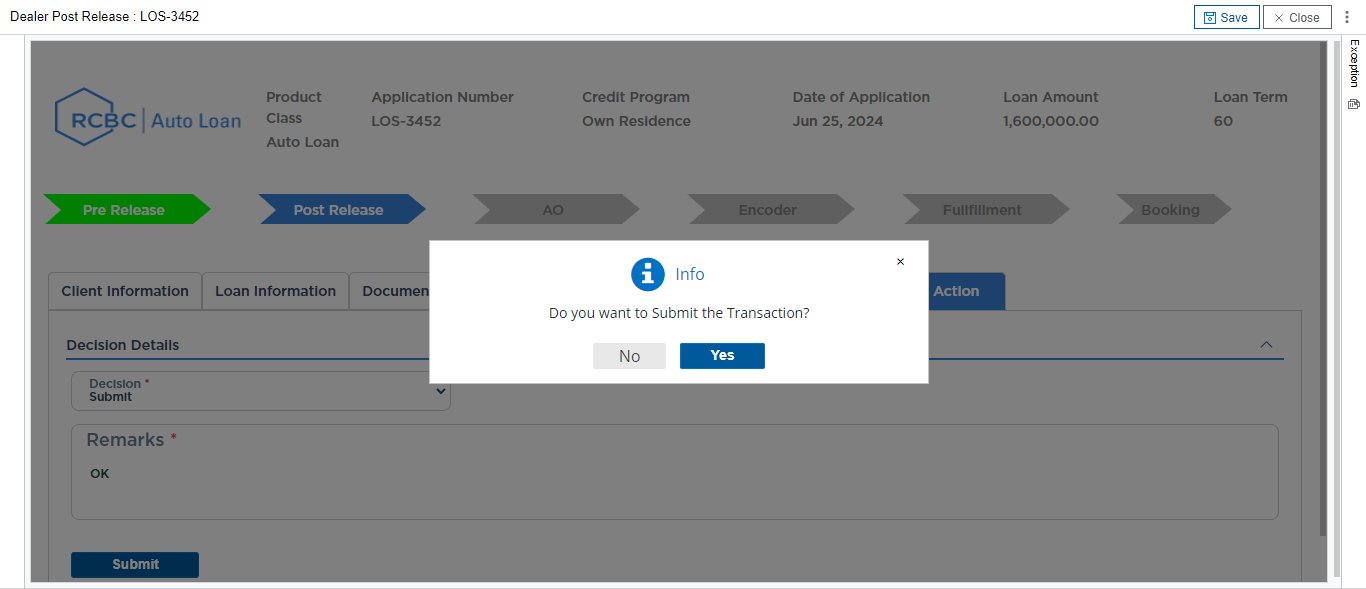 Dealer Post Release : LOS-3452
Save
Close
Exception
RCBC | Auto Loan
Product Class
Auto Loan
Application Number
LOS-3452
Credit Program
Own Residence
Date of Application
Jun 25, 2024
Loan Amount
1,600,000.00
Loan Term
60
Pre Release
Post Release
AO
Encoder
Fullfillment
Booking
Client Information
Loan Information
Documen
Action
Info
Do you want to Submit the Transaction?
No
Yes
Decision Details
Decision *
Submit
Remarks *
OK
Submit